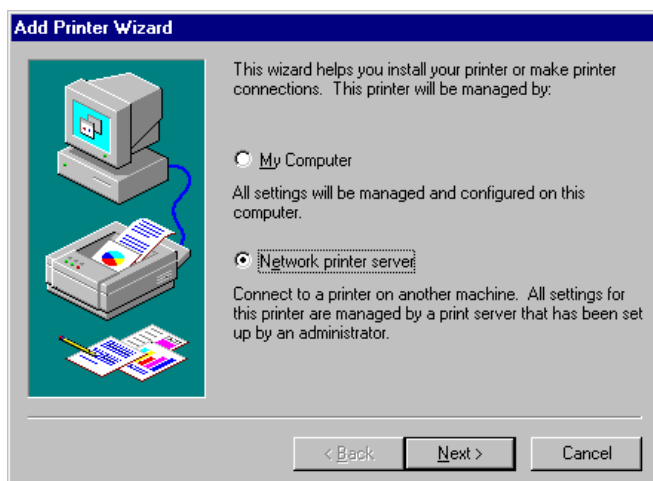 Add Printer Wizard
This wizard helps you install your printer or make printer
connections. This printer will be managed by:
My Computer
All settings will be managed and configured on this
computer.
Network printer server
Connect to a printer on another machine. All settings for
this printer are managed by a print server that has been set
up by an administrator.
< Back Next > Cancel